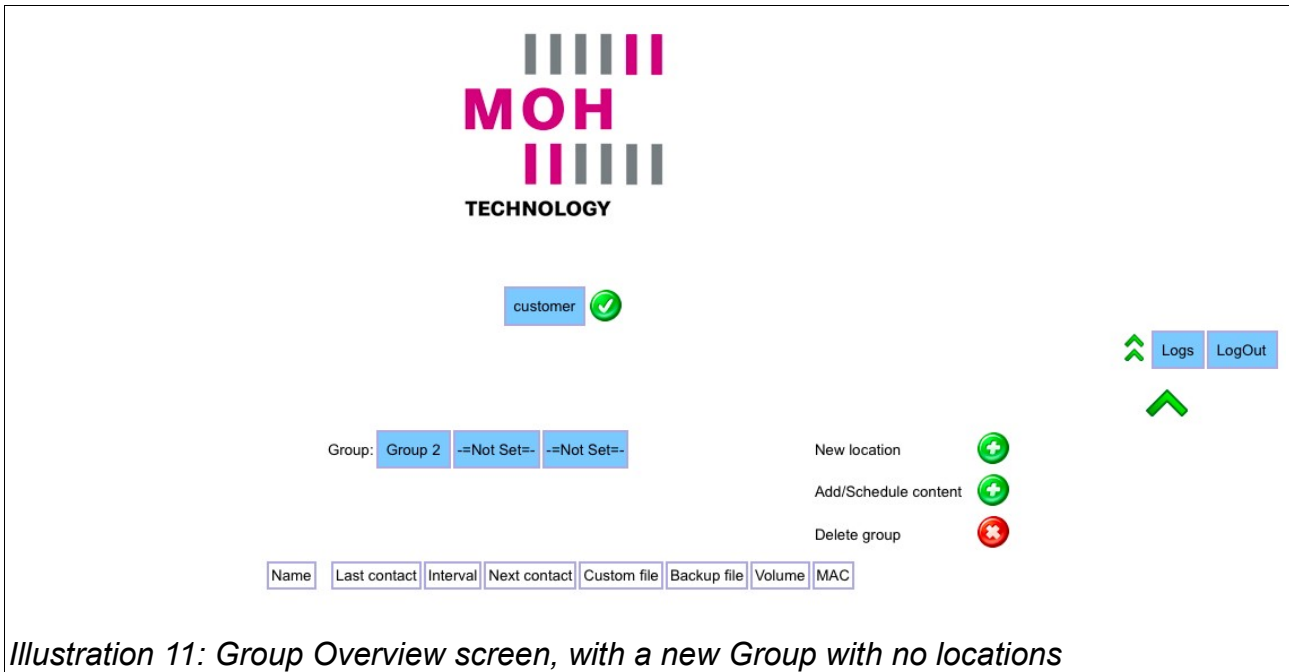 MOH
TECHNOLOGY
customer
Logs LogOut
Group: Group 2 -=Not Set=- -=Not Set=-
New location
Add/Schedule content
Delete group
Name Last contact Interval Next contact Custom file Backup file Volume MAC
Illustration 11: Group Overview screen, with a new Group with no locations